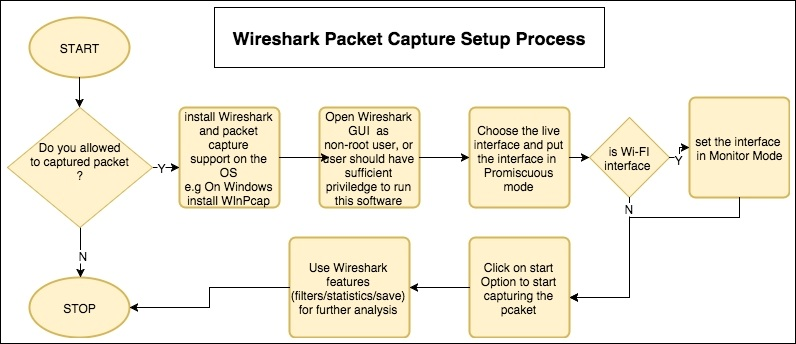 Wireshark Packet Capture Setup Process
START
Do you allowed
to captured packet
?
Y
N
install Wireshark
and packet
capture
support on the
OS
e.g On Windows
install WInPcap
Open Wireshark
GUI as
non-root user, or
user should have
sufficient
priviledge to run
this software
Choose the live
interface and put
the interface in
Promiscuous
mode
is Wi-FI
interface
Y
N
set the interface
in Monitor Mode
Click on start
Option to start
capturing the
pcaket
Use Wireshark
features
(filters/statistics/save)
for further analysis
STOP